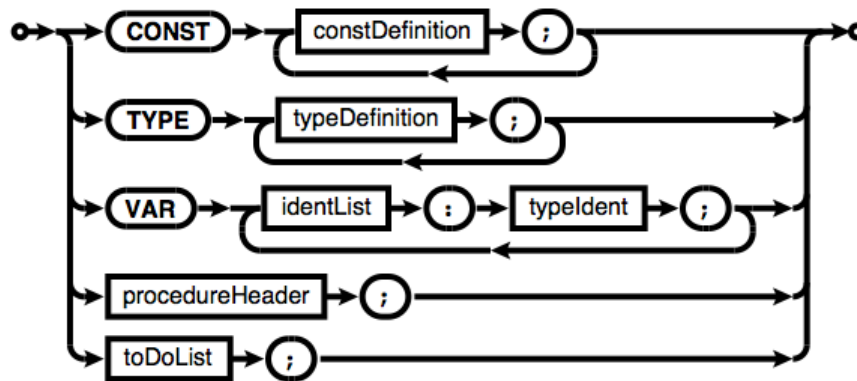 CONST constDefinition ;
TYPE typeDefinition ;
VAR identList : typeIdent ;
procedureHeader ;
toDoList ;